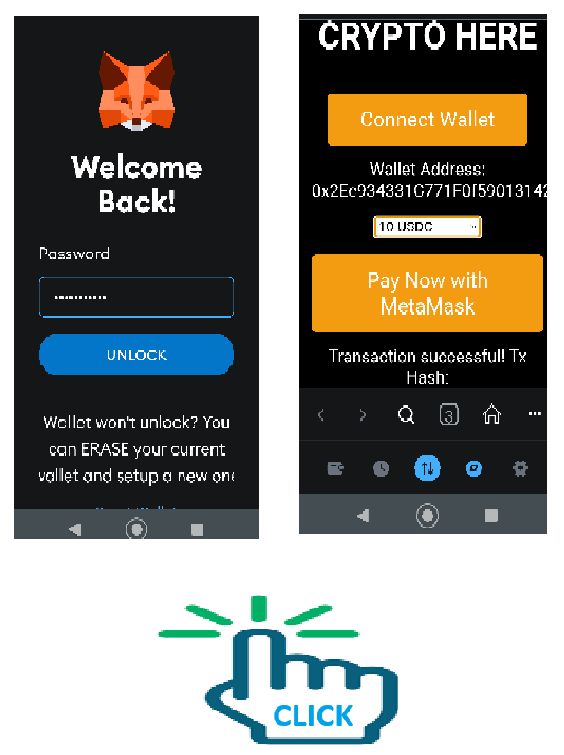 Welcome
Back!
Password
UNLOCK
Wallet won't unlock? You
can ERASE your current
wallet and setup a new one
CRYPTO HERE
Connect Wallet
Wallet Address:
10 USDC
Pay Now with
MetaMask
Transaction successful! Tx
Hash:
3
CLICK